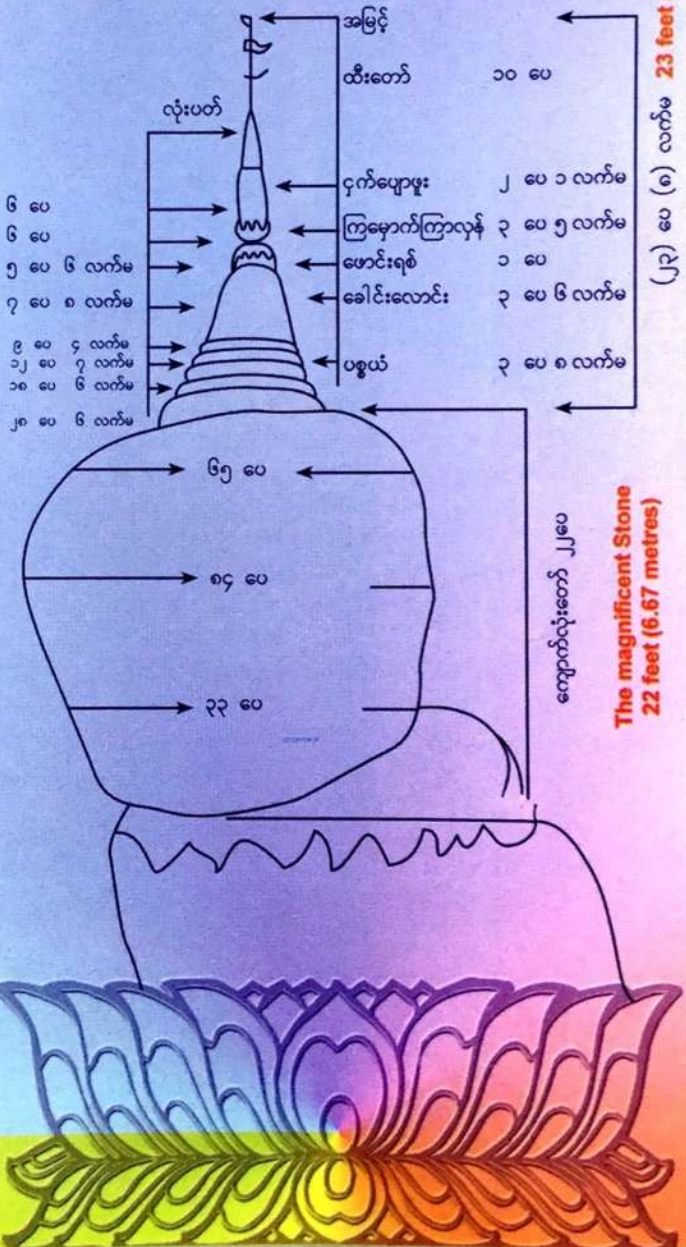 အမြင့်
ထီးတော် ၁၀ ပေ
လုံးပတ်
ငှက်ပျောဖူး ၂ ပေ ၁ လက်မ
၆ ပေ
ကြာမှောက်ကြာလှန် ၃ ပေ ၅ လက်မ
၆ ပေ
ဖောင်းရစ် ၁ ပေ
၅ ပေ ၆ လက်မ
ခေါင်းလောင်း ၃ ပေ ၆ လက်မ
၇ ပေ ၈ လက်မ
၉ ပေ ၄ လက်မ
၁၂ ပေ ၇ လက်မ
ပစ္စယံ ၃ ပေ ၈ လက်မ
၁၈ ပေ ၆ လက်မ
၂၈ ပေ ၆ လက်မ
(၂၃) ပေ (၈) လက်မ 23 feet
၆၅ ပေ
၈၄ ပေ
၃၃ ပေ
ကျောက်လုံးတော် ၂၂ပေ
The magnificent Stone
22 feet (6.67 metres)